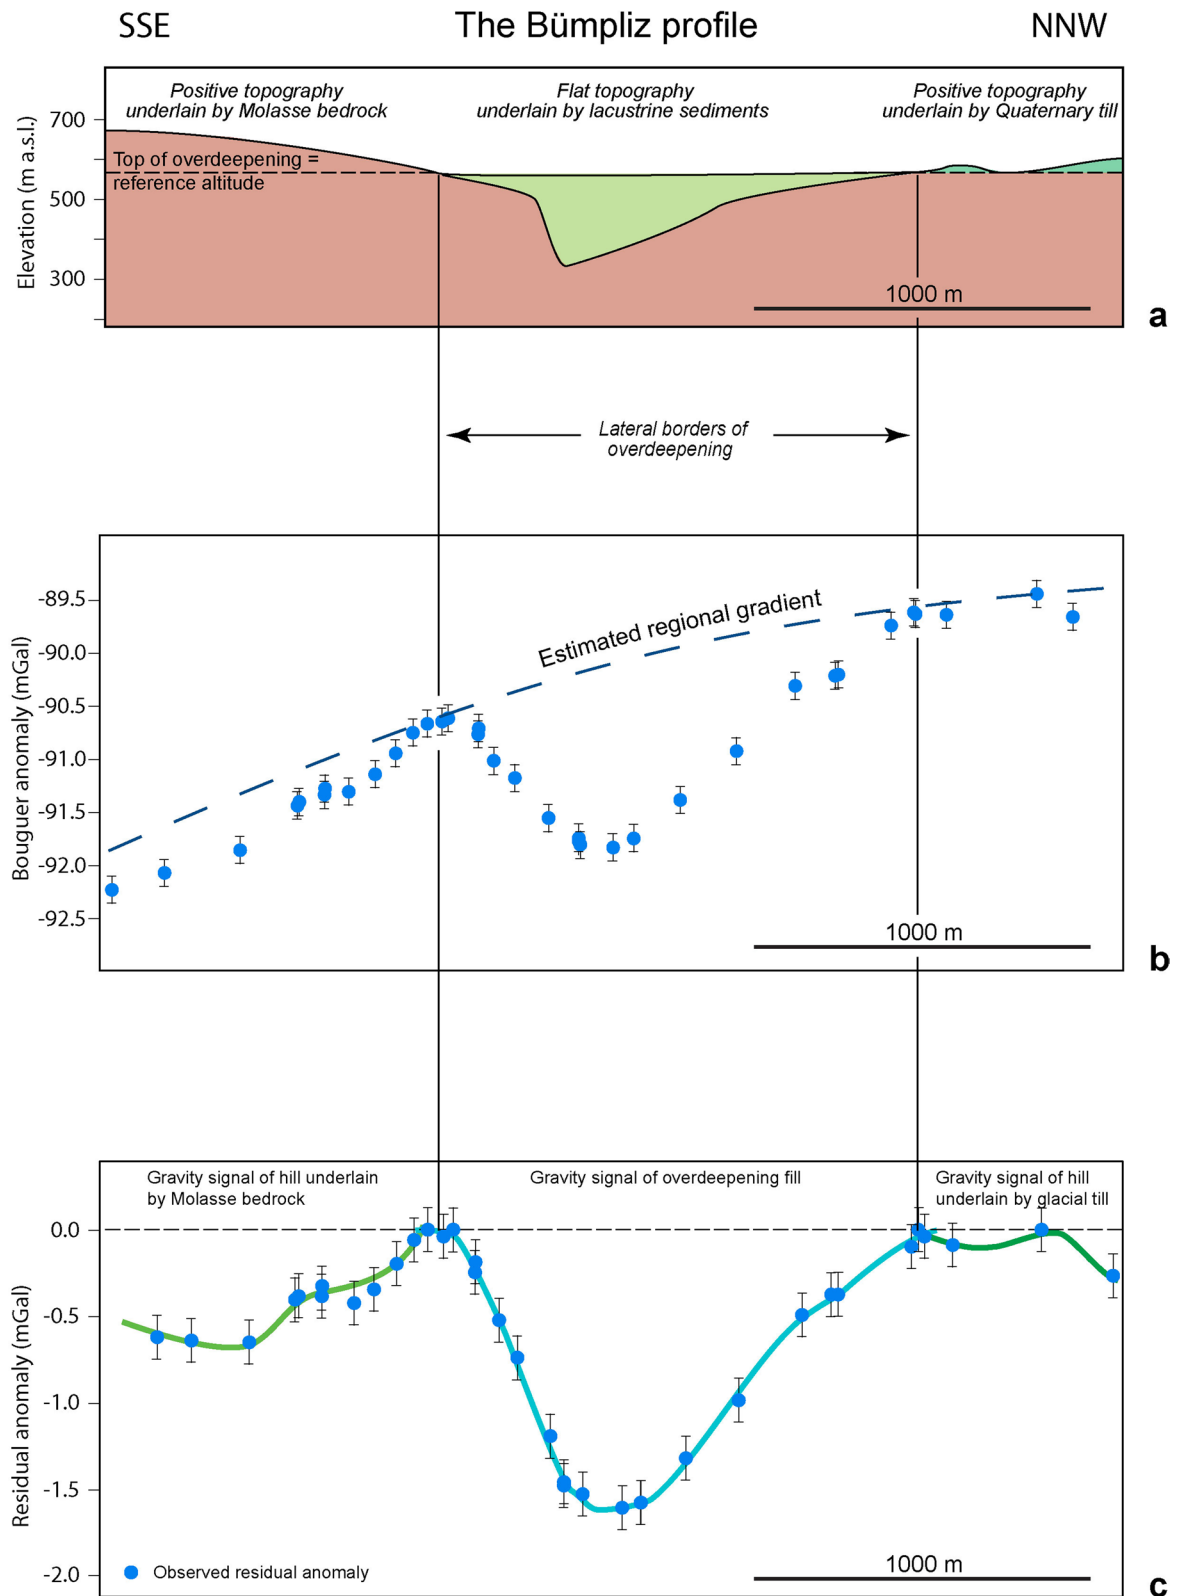 SSE The Bümpliz profile NNW
Positive topography
underlain by Molasse bedrock
Flat topography
underlain by lacustrine sediments
Positive topography
underlain by Quaternary till
Elevation (m a.s.l.)
700
500
300
Top of overdeepening =
reference altitude
1000 m
a
Lateral borders of
overdeepening
Bouguer anomaly (mGal)
-89.5
-90.0
-90.5
-91.0
-91.5
-92.0
-92.5
Estimated regional gradient
1000 m
b
Gravity signal of hill underlain
by Molasse bedrock
Gravity signal of overdeepening fill
Gravity signal of hill
underlain by glacial till
Residual anomaly (mGal)
0.0
-0.5
-1.0
-1.5
-2.0
Observed residual anomaly
1000 m
c